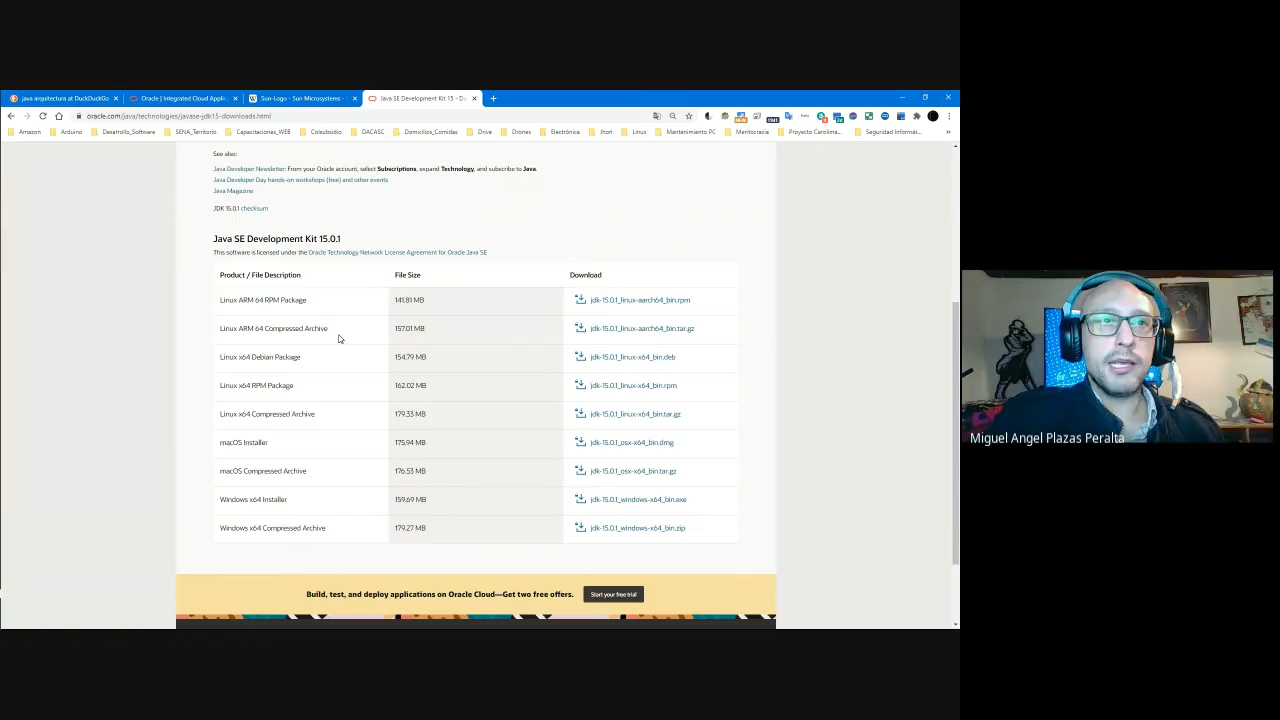 java arquitectura at DuckDuckGo
Oracle | Integrated Cloud Applic
Sun-Logo - Sun Microsystems -
Java SE Development Kit 15 - Do
oracle.com/java/technologies/javase-jdk15-downloads.html
Amazon Arduino Desarrollo_Software SENA_Territorio Capacitaciones_WEB Colsubsidio DACASC Domicilios_Comidas Drive Drones Electrónica Jhon Linux Mantenimiento PC Meritocracia Proyecto Carolima... Seguridad Informát... »
See also:
Java Developer Newsletter: From your Oracle account, select Subscriptions, expand Technology, and subscribe to Java.
Java Developer Day hands-on workshops (free) and other events
Java Magazine
JDK 15.0.1 checksum
Java SE Development Kit 15.0.1
This software is licensed under the Oracle Technology Network License Agreement for Oracle Java SE
Product / File Description File Size Download
Linux ARM 64 RPM Package 141.81 MB jdk-15.0.1_linux-aarch64_bin.rpm
Linux ARM 64 Compressed Archive 157.01 MB jdk-15.0.1_linux-aarch64_bin.tar.gz
Linux x64 Debian Package 154.79 MB jdk-15.0.1_linux-x64_bin.deb
Linux x64 RPM Package 162.02 MB jdk-15.0.1_linux-x64_bin.rpm
Linux x64 Compressed Archive 179.33 MB jdk-15.0.1_linux-x64_bin.tar.gz
macOS Installer 175.94 MB jdk-15.0.1_osx-x64_bin.dmg
macOS Compressed Archive 176.53 MB jdk-15.0.1_osx-x64_bin.tar.gz
Windows x64 Installer 159.69 MB jdk-15.0.1_windows-x64_bin.exe
Windows x64 Compressed Archive 179.27 MB jdk-15.0.1_windows-x64_bin.zip
Build, test, and deploy applications on Oracle Cloud—Get two free offers. Start your free trial
Miguel Angel Plazas Peralta